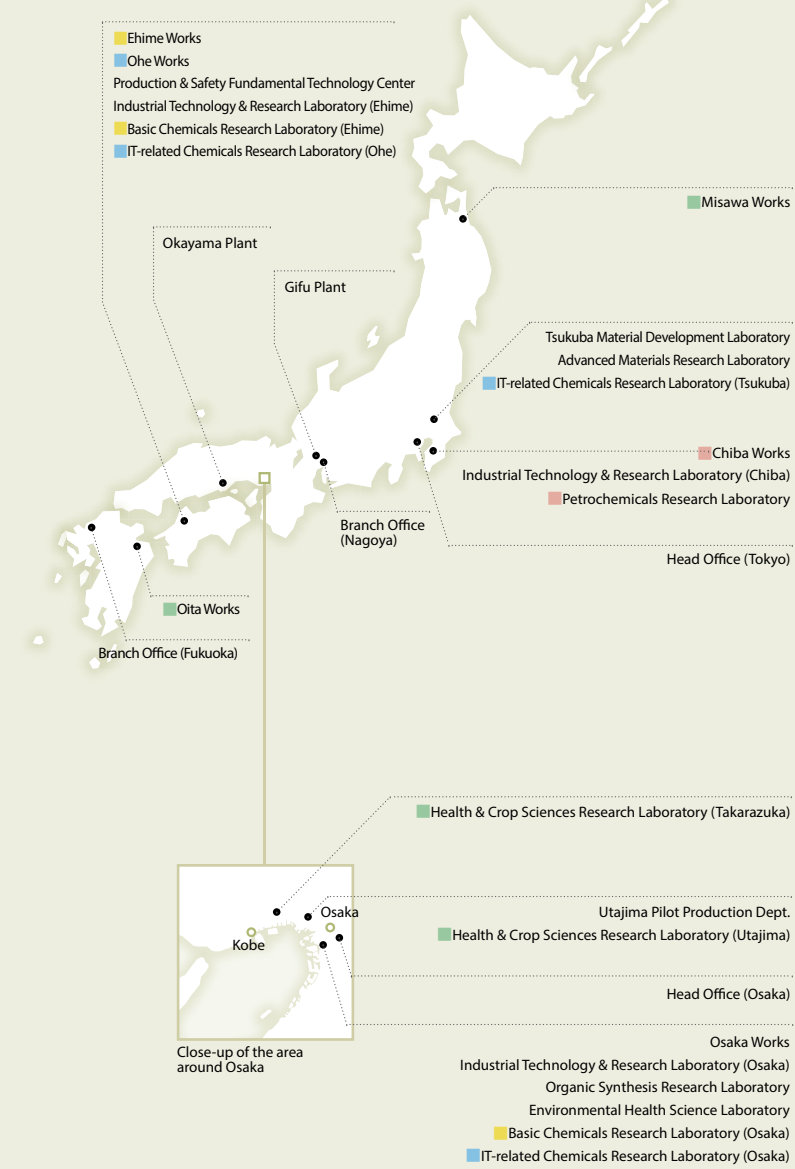 Ehime Works
Ohe Works
Production & Safety Fundamental Technology Center
Industrial Technology & Research Laboratory (Ehime)
Basic Chemicals Research Laboratory (Ehime)
IT-related Chemicals Research Laboratory (Ohe)
Misawa Works
Okayama Plant
Gifu Plant
Tsukuba Material Development Laboratory
Advanced Materials Research Laboratory
IT-related Chemicals Research Laboratory (Tsukuba)
Chiba Works
Industrial Technology & Research Laboratory (Chiba)
Petrochemicals Research Laboratory
Branch Office
(Nagoya)
Head Office (Tokyo)
Oita Works
Branch Office (Fukuoka)
Health & Crop Sciences Research Laboratory (Takarazuka)
Osaka
Kobe
Utajima Pilot Production Dept.
Health & Crop Sciences Research Laboratory (Utajima)
Head Office (Osaka)
Close-up of the area
around Osaka
Osaka Works
Industrial Technology & Research Laboratory (Osaka)
Organic Synthesis Research Laboratory
Environmental Health Science Laboratory
Basic Chemicals Research Laboratory (Osaka)
IT-related Chemicals Research Laboratory (Osaka)